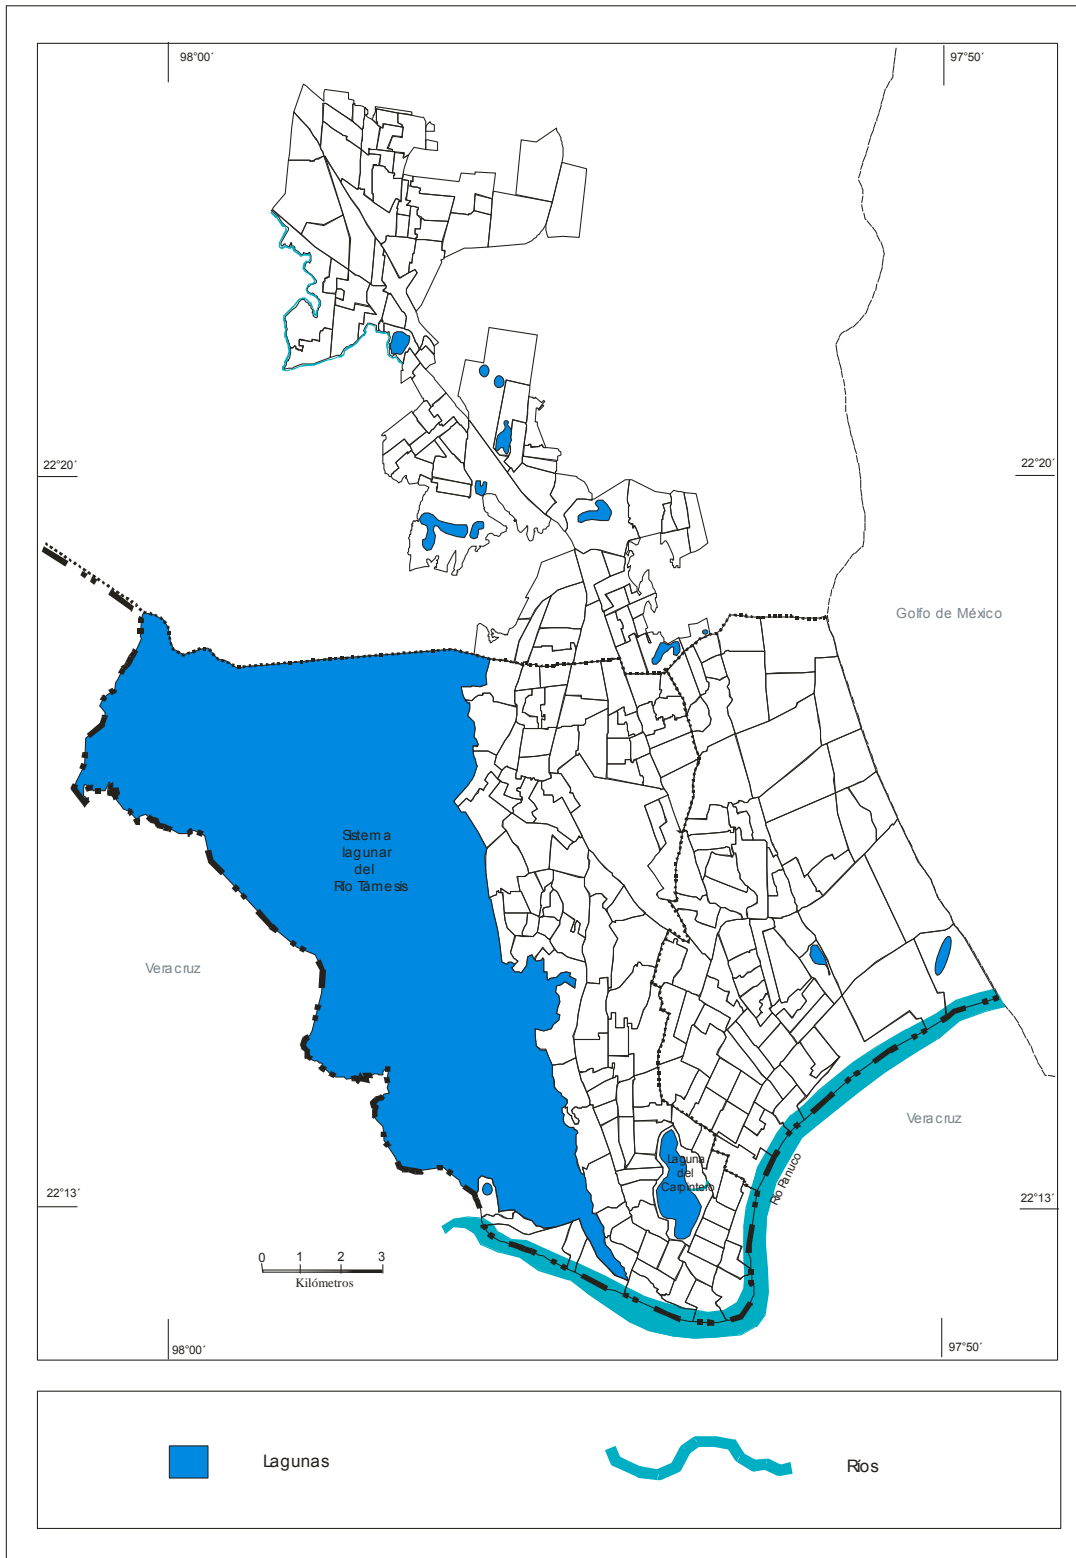 98°00´
97°50´
22°20´
22°20´
Golfo de México
Sistema
lagunar
del
Río Támesis
Veracruz
Veracruz
Laguna
del
Carpintero
Río Pánuco
22°13´
22°13´
0 1 2 3
Kilómetros
98°00´
97°50´
Lagunas
Ríos